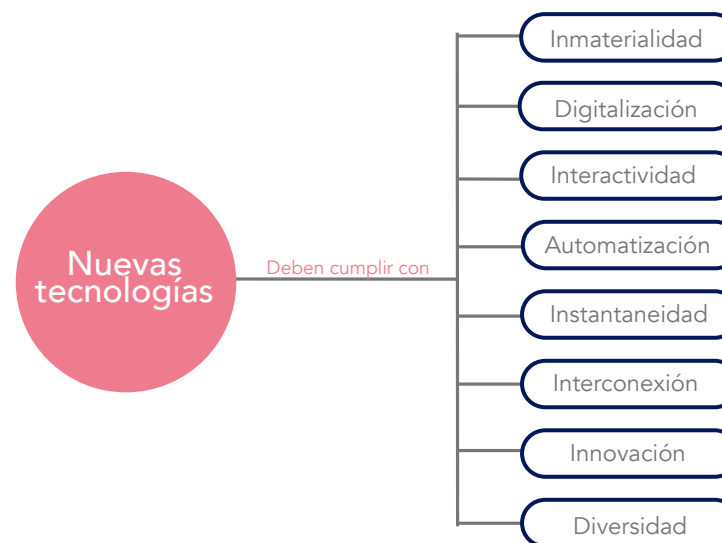 Nuevas
tecnologías
Deben cumplir con
Inmaterialidad
Digitalización
Interactividad
Automatización
Instantaneidad
Interconexión
Innovación
Diversidad